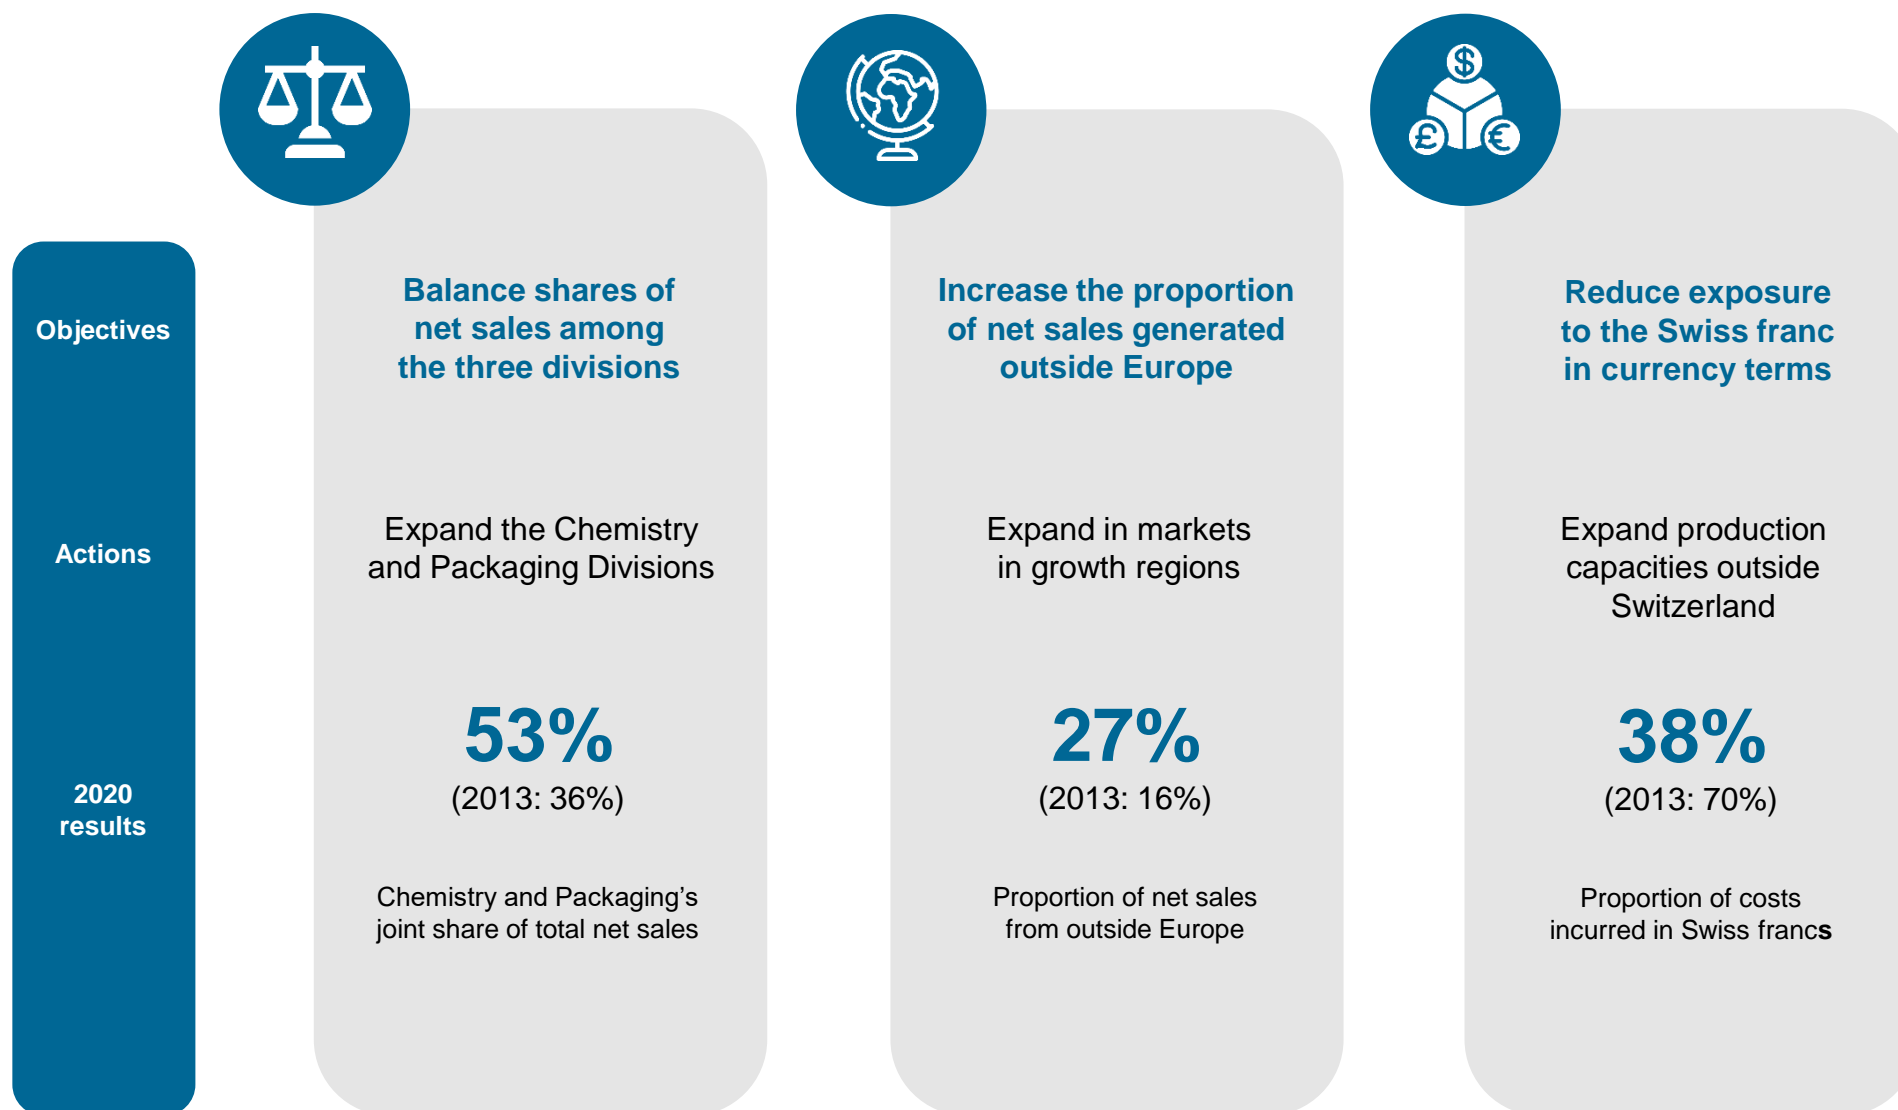 Objectives
Balance shares of
net sales among
the three divisions
Increase the proportion
of net sales generated
outside Europe
Reduce exposure
to the Swiss franc
in currency terms
Actions
Expand the Chemistry
and Packaging Divisions
Expand in markets
in growth regions
Expand production
capacities outside
Switzerland
2020
results
53%
(2013: 36%)
Chemistry and Packaging’s
joint share of total net sales
27%
(2013: 16%)
Proportion of net sales
from outside Europe
38%
(2013: 70%)
Proportion of costs
incurred in Swiss francs
$
£
€